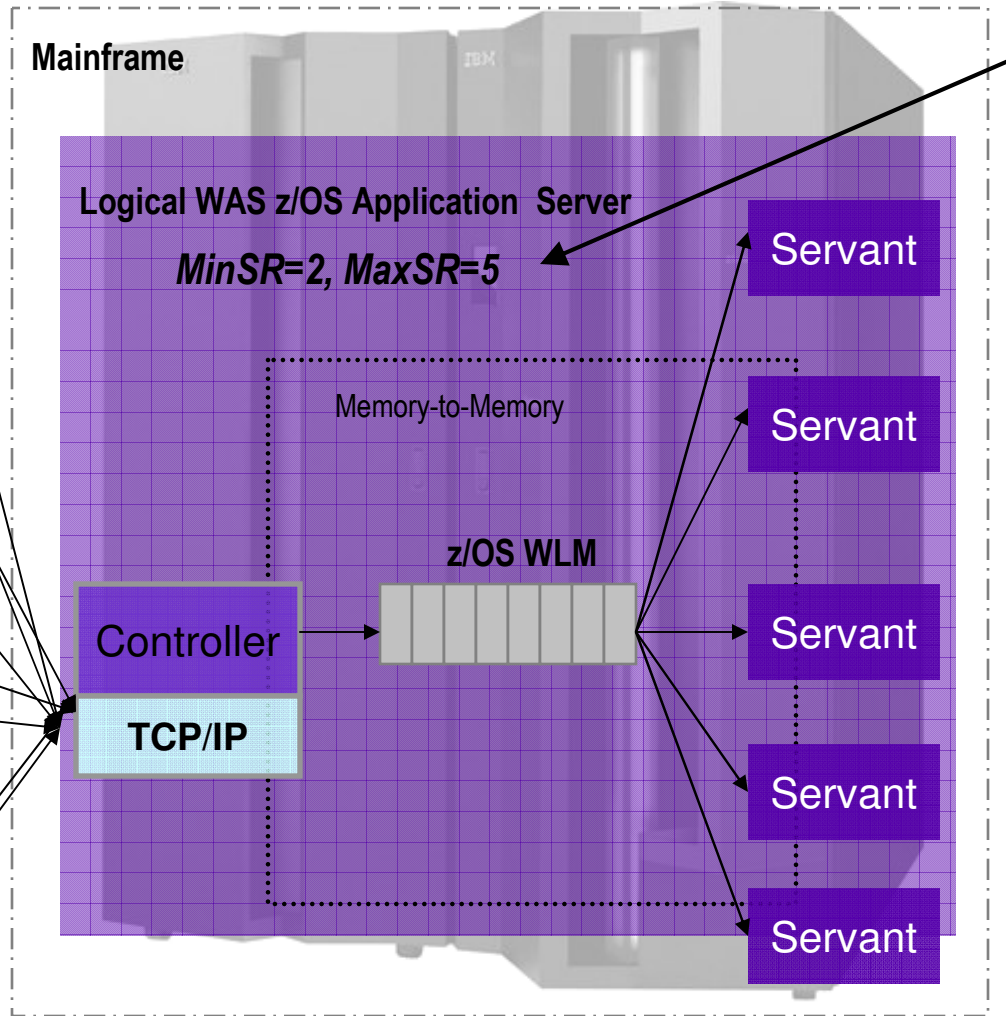 Mainframe
IBM
Logical WAS z/OS Application Server
MinSR=2, MaxSR=5
Servant
Memory-to-Memory
Servant
z/OS WLM
Controller
Servant
TCP/IP
Servant
Servant